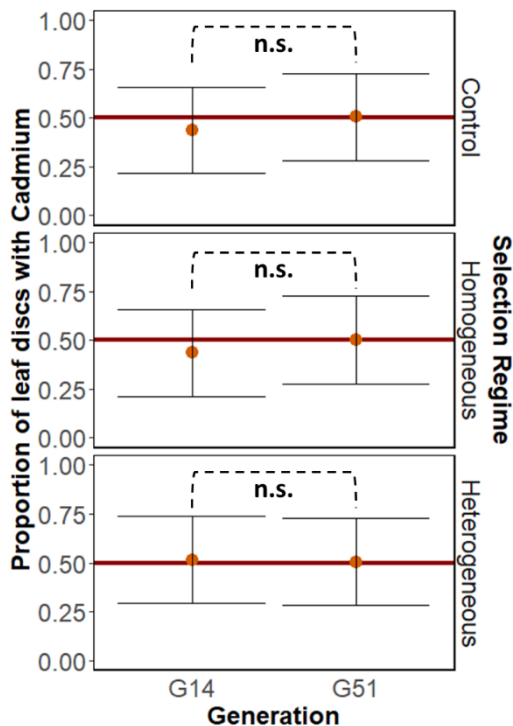 Proportion of leaf discs with Cadmium
1.00
0.75
0.50
0.25
0.00
n.s.
Control
1.00
0.75
0.50
0.25
0.00
n.s.
Homogeneous
1.00
0.75
0.50
0.25
0.00
n.s.
Heterogeneous
Selection Regime
G14 G51
Generation